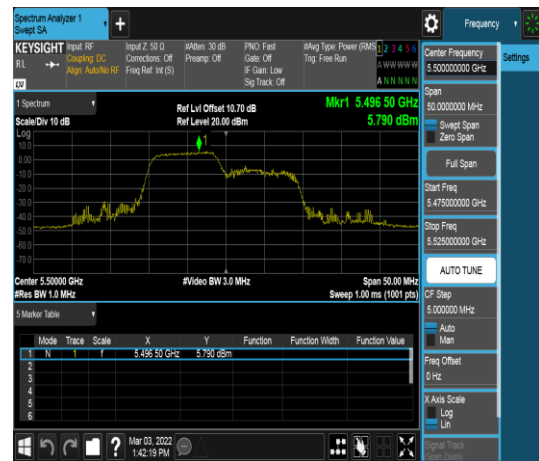 Spectrum Analyzer 1
Swept SA
+
Frequency
KEYSIGHT
RL
Input: RF
Coupling: DC
Align: Auto/No RF
Input Z: 50 Ω
Corrections: Off
Freq Ref: Int (S)
#Atten: 30 dB
Preamp: Off
PNO: Fast
Gate: Off
IF Gain: Low
Sig Track: Off
#Avg Type: Power (RMS
Trig: Free Run
1 2 3 4 5 6
A W W W W W
A N N N N N
1 Spectrum
Scale/Div 10 dB
Ref Lvl Offset 10.70 dB
Ref Level 20.00 dBm
Mkr1 5.496 50 GHz
5.790 dBm
Log
10.0
0.00
-10.0
-20.0
-30.0
-40.0
-50.0
-60.0
-70.0
1
Center 5.50000 GHz
#Res BW 1.0 MHz
#Video BW 3.0 MHz
Span 50.00 MHz
Sweep 1.00 ms (1001 pts)
5 Marker Table
Mode Trace Scale X Y Function Function Width Function Value
1 N 1 f 5.496 50 GHz 5.790 dBm
2
3
4
5
6
Mar 03, 2022
1:42:19 PM
Center Frequency
5.500000000 GHz
Settings
Span
50.0000000 MHz
Swept Span
Zero Span
Full Span
Start Freq
5.475000000 GHz
Stop Freq
5.525000000 GHz
AUTO TUNE
CF Step
5.000000 MHz
Auto
Man
Freq Offset
0 Hz
X Axis Scale
Log
Lin
Signal Track
(Span Zoom)